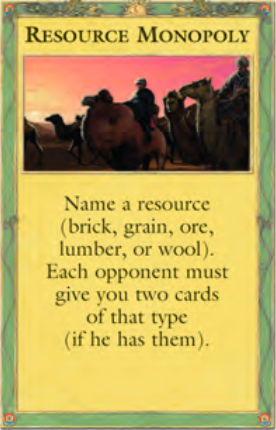 RESOURCE MONOPOLY
Name a resource
(brick, grain, ore,
lumber, or wool).
Each opponent must
give you two cards
of that type
(if he has them).